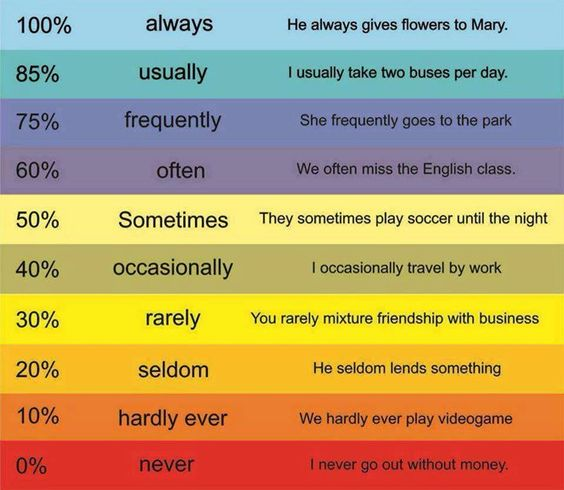 100% always He always gives flowers to Mary.
85% usually I usually take two buses per day.
75% frequently She frequently goes to the park
60% often We often miss the English class.
50% Sometimes They sometimes play soccer until the night
40% occasionally I occasionally travel by work
30% rarely You rarely mixture friendship with business
20% seldom He seldom lends something
10% hardly ever We hardly ever play videogame
0% never I never go out without money.